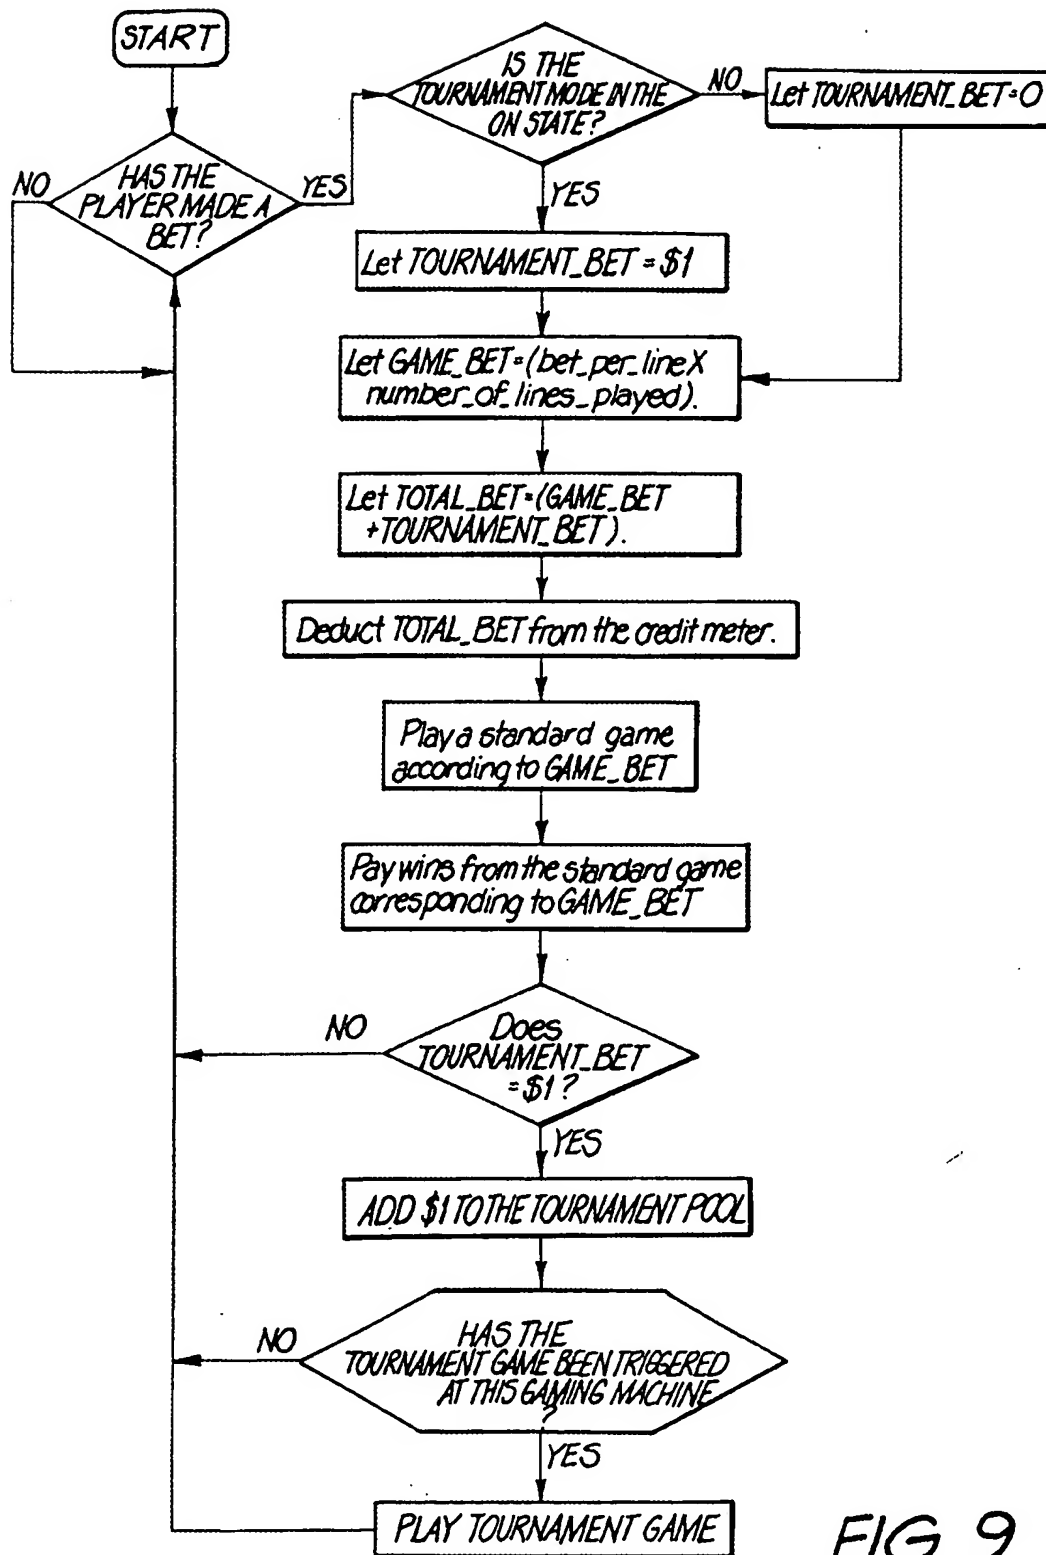 START
IS THE
TOURNAMENT MODE IN THE
ON STATE?
NO
Let TOURNAMENT_BET=0
HAS THE
PLAYER MADE A
BET?
NO
YES
YES
Let TOURNAMENT_BET = $1
Let GAME_BET=(bet_per_line X
number_of_lines_played).
Let TOTAL_BET=(GAME_BET
+TOURNAMENT_BET).
Deduct TOTAL_BET from the credit meter.
Play a standard game
according to GAME_BET
Pay wins from the standard game
corresponding to GAME_BET
NO
Does
TOURNAMENT_BET
=$1?
YES
ADD $1 TO THE TOURNAMENT POOL
NO
HAS THE
TOURNAMENT GAME BEEN TRIGGERED
AT THIS GAMING MACHINE
?
YES
PLAY TOURNAMENT GAME
FIG. 9